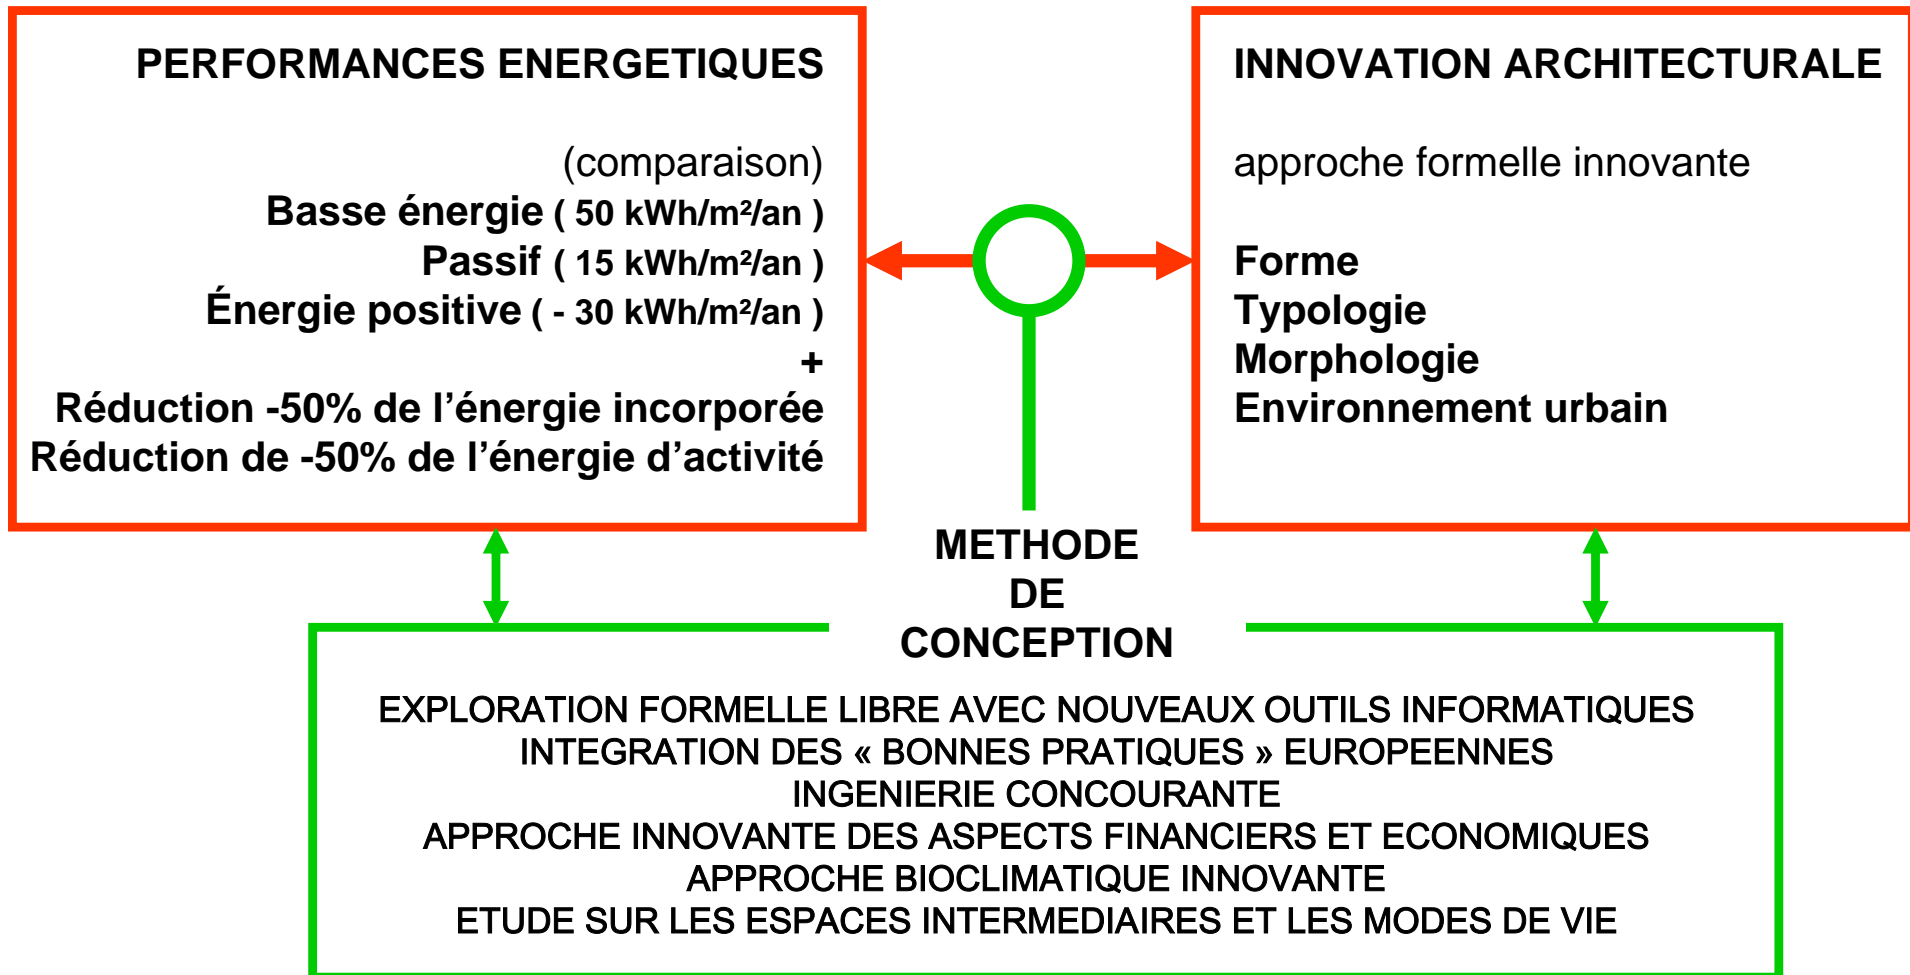 PERFORMANCES ENERGETIQUES
(comparaison)
Basse énergie ( 50 kWh/m²/an )
Passif ( 15 kWh/m²/an )
Énergie positive ( - 30 kWh/m²/an )
+
Réduction -50% de l’énergie incorporée
Réduction de -50% de l’énergie d’activité
INNOVATION ARCHITECTURALE
approche formelle innovante
Forme
Typologie
Morphologie
Environnement urbain
METHODE
DE
CONCEPTION
EXPLORATION FORMELLE LIBRE AVEC NOUVEAUX OUTILS INFORMATIQUES
INTEGRATION DES « BONNES PRATIQUES » EUROPEENNES
INGENIERIE CONCOURANTE
APPROCHE INNOVANTE DES ASPECTS FINANCIERS ET ECONOMIQUES
APPROCHE BIOCLIMATIQUE INNOVANTE
ETUDE SUR LES ESPACES INTERMEDIAIRES ET LES MODES DE VIE